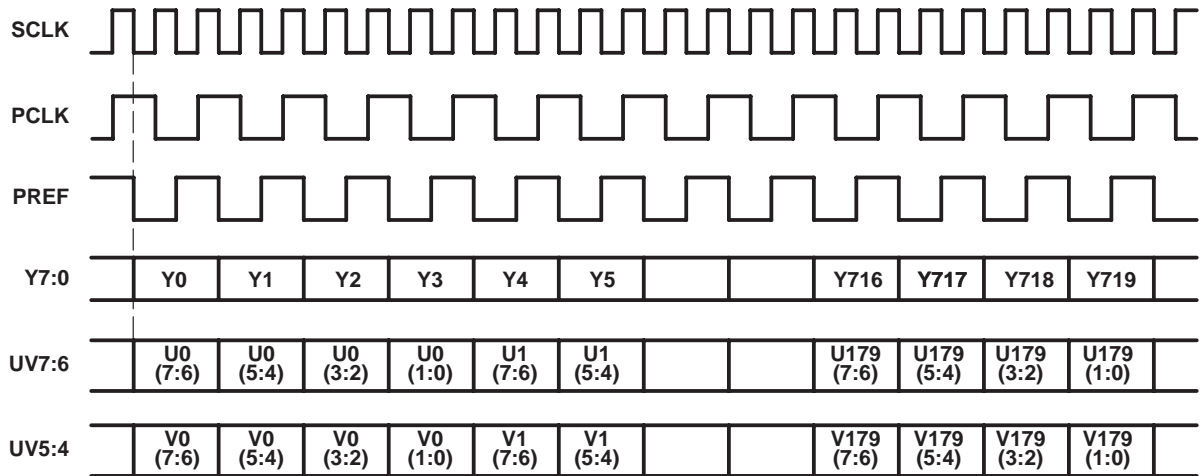 SCLK
PCLK
PREF
Y7:0 Y0 Y1 Y2 Y3 Y4 Y5 Y716 Y717 Y718 Y719
UV7:6 U0 (7:6) U0 (5:4) U0 (3:2) U0 (1:0) U1 (7:6) U1 (5:4) U179 (7:6) U179 (5:4) U179 (3:2) U179 (1:0)
UV5:4 V0 (7:6) V0 (5:4) V0 (3:2) V0 (1:0) V1 (7:6) V1 (5:4) V179 (7:6) V179 (5:4) V179 (3:2) V179 (1:0)